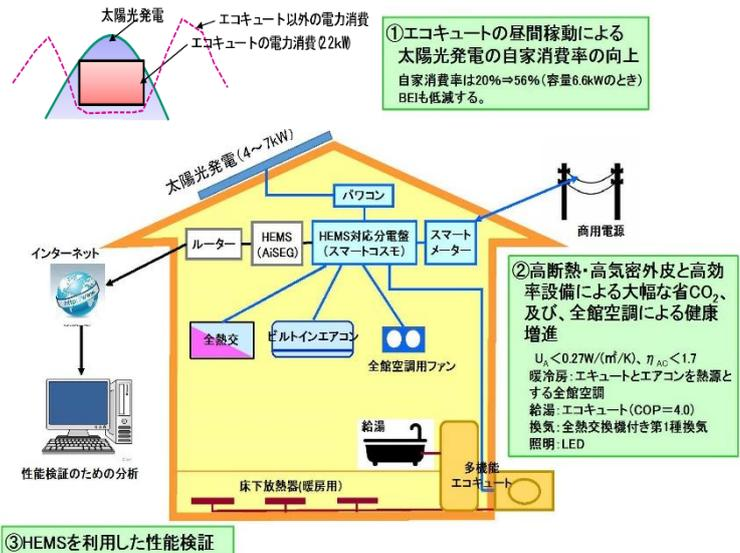 太陽光発電
エコキュート以外の電力消費
エコキュートの電力消費(2.2kW)
①エコキュートの昼間稼動による
太陽光発電の自家消費率の向上
自家消費率は20%⇒56%(容量6.6kWのとき)
BEIも低減する。
太陽光発電(4～7kW)
パワコン
商用電源
インターネット
ルーター
HEMS
(AiSEG)
HEMS対応分電盤
(スマートコスモ)
スマート
メーター
②高断熱・高気密外皮と高効
率設備による大幅な省CO₂、
及び、全館空調による健康
増進
UA<0.27W/(㎡/K)、ηAC<1.7
暖冷房：エキュートとエアコンを熱源と
する全館空調
給湯：エコキュート(COP=4.0)
換気：全熱交換機付き第1種換気
照明：LED
全熱交
ビルトインエアコン
全館空調用ファン
給湯
多機能
エコキュート
性能検証のための分析
床下放熱器(暖房用)
③HEMSを利用した性能検証